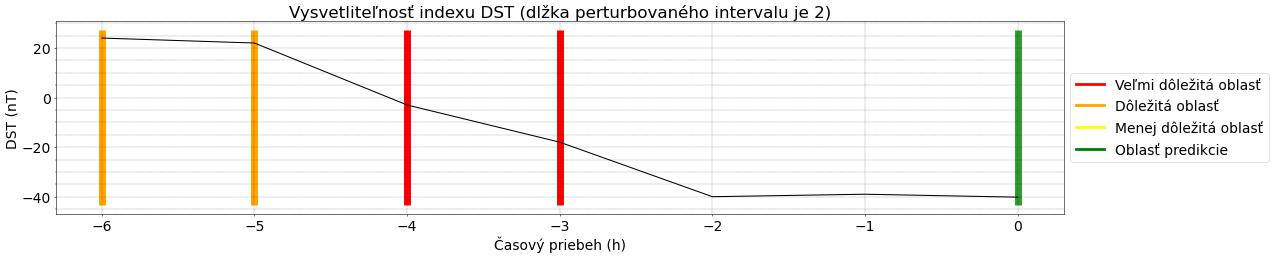 Vysvetliteľnosť indexu DST (dĺžka perturbovaného intervalu je 2)
DST (nT)
20
0
−20
−40
−6 −5 −4 −3 −2 −1 0
Časový priebeh (h)
Veľmi dôležitá oblasť
Dôležitá oblasť
Menej dôležitá oblasť
Oblasť predikcie